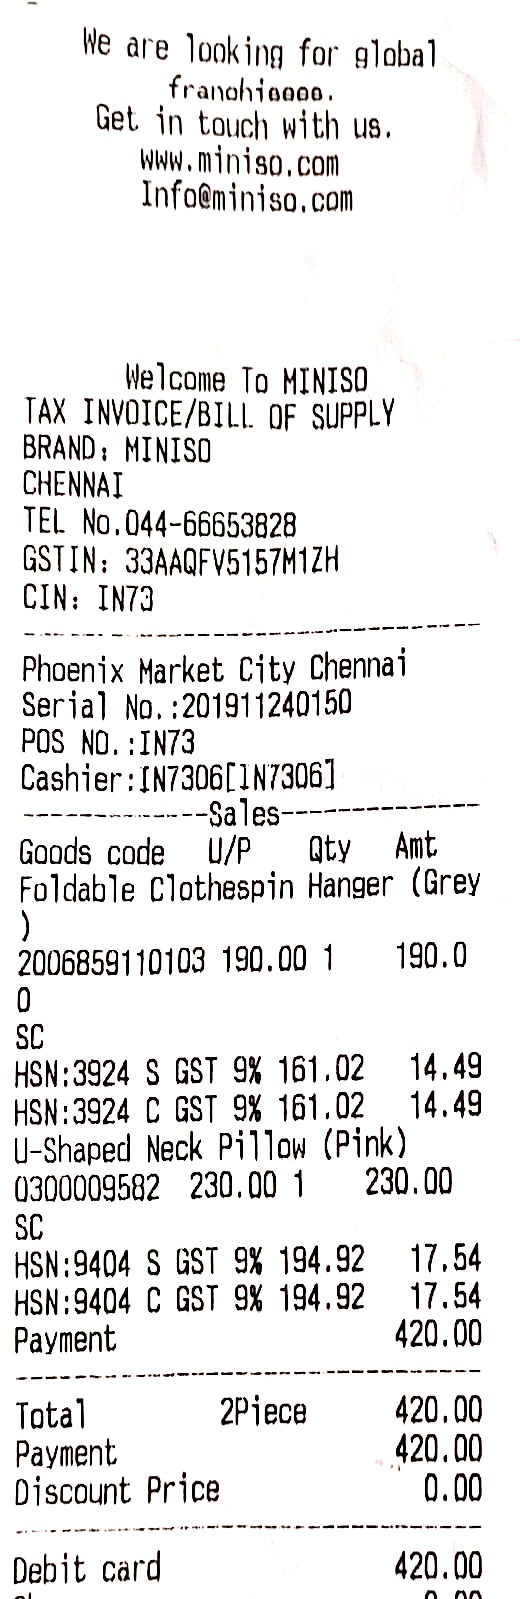 We are looking for global
Get in touch with us.
www.miniso.com
Info@miniso.com
Welcome To MINISO
TAX INVOICE/BILL OF SUPPLY
BRAND: MINISO
CHENNAI
TEL No.044-66653828
GSTIN: 33AAQFV5157M1ZH
CIN: IN73
Phoenix Market City Chennai
Serial No.:201911240150
POS NO.:IN73
Cashier:IN7306[IN7306]
------------Sales------------
Goods code U/P Qty Amt
Foldable Clothespin Hanger (Grey
)
2006859110103 190.00 1 190.0
0
SC
HSN:3924 S GST 9% 161.02 14.49
HSN:3924 C GST 9% 161.02 14.49
U-Shaped Neck Pillow (Pink)
0300009582 230.00 1 230.00
SC
HSN:9404 S GST 9% 194.92 17.54
HSN:9404 C GST 9% 194.92 17.54
Payment 420.00
Total 2Piece 420.00
Payment 420.00
Discount Price 0.00
Debit card 420.00